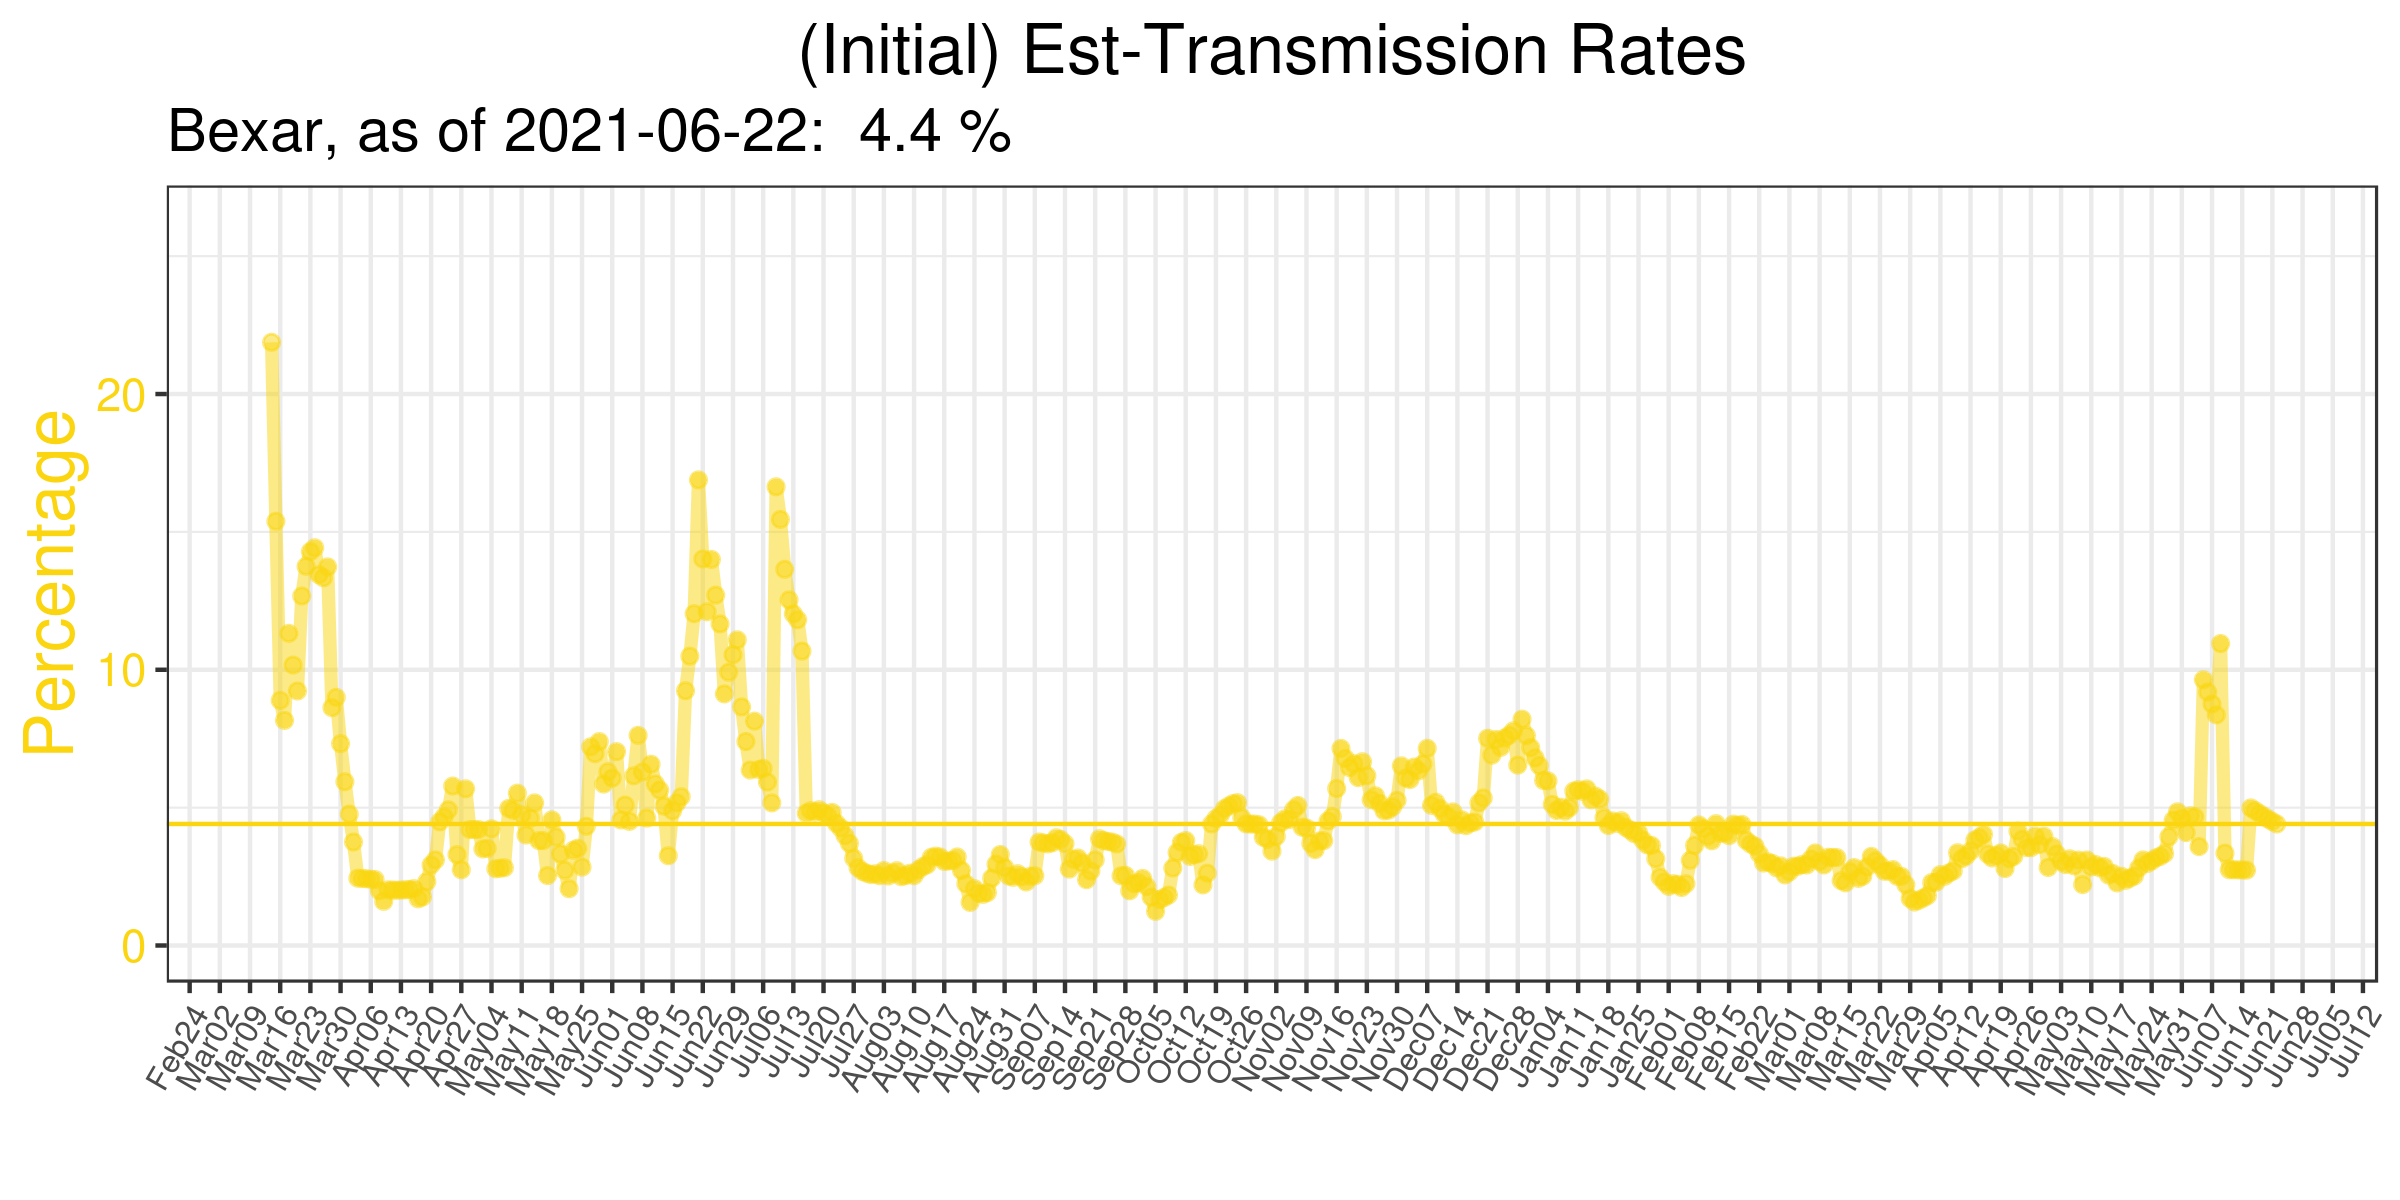 (Initial) Est-Transmission Rates
Bexar, as of 2021-06-22: 4.4 %
Percentage
20
10
0
Feb24
Mar02
Mar09
Mar16
Mar23
Mar30
Apr06
Apr13
Apr20
Apr27
May04
May11
May18
May25
Jun01
Jun08
Jun15
Jun22
Jun29
Jul06
Jul13
Jul20
Jul27
Aug03
Aug10
Aug17
Aug24
Aug31
Sep07
Sep14
Sep21
Sep28
Oct05
Oct12
Oct19
Oct26
Nov02
Nov09
Nov16
Nov23
Nov30
Dec07
Dec14
Dec21
Dec28
Jan04
Jan11
Jan18
Jan25
Feb01
Feb08
Feb15
Feb22
Mar01
Mar08
Mar15
Mar22
Mar29
Apr05
Apr12
Apr19
Apr26
May03
May10
May17
May24
May31
Jun07
Jun14
Jun21
Jun28
Jul05
Jul12